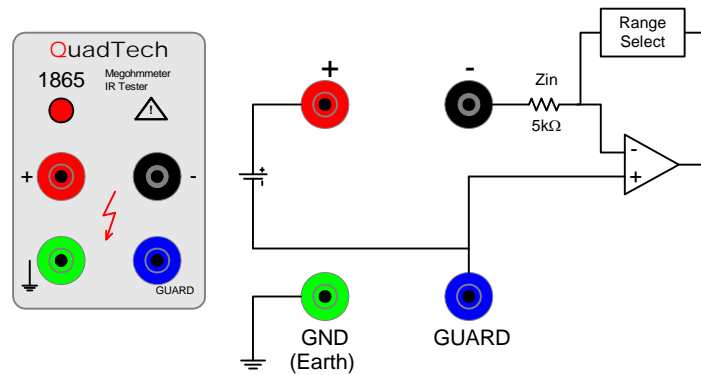 QuadTech
1865
Megohmmeter
IR Tester
!
+
-
GUARD
+
-
Zin
5kΩ
Range
Select
-
+
+
-
GND
(Earth)
GUARD